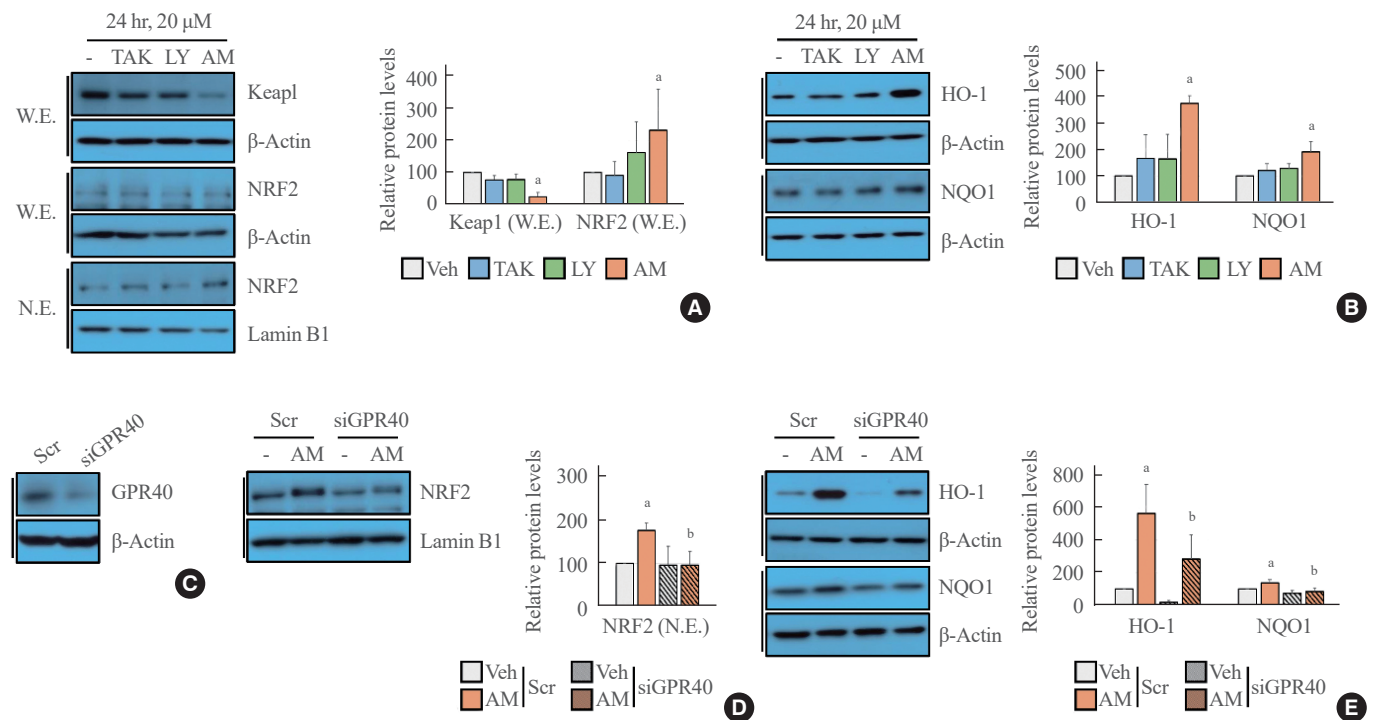 24 hr, 20 μM
- TAK LY AM
W.E.
Keapl
β-Actin
W.E.
NRF2
β-Actin
N.E.
NRF2
Lamin B1
Relative protein levels
400
300
200
100
0
a
a
Keap1 (W.E.) NRF2 (W.E.)
Veh TAK LY AM
A
24 hr, 20 μM
- TAK LY AM
HO-1
β-Actin
NQO1
β-Actin
Relative protein levels
500
400
300
200
100
0
a
a
HO-1 NQO1
Veh TAK LY AM
B
Scr siGPR40
GPR40
β-Actin
C
Scr siGPR40
- AM - AM
NRF2
Lamin B1
Relative protein levels
300
200
100
0
a
b
NRF2 (N.E.)
Veh Veh
Scr siGPR40
AM AM
D
Scr siGPR40
- AM - AM
HO-1
β-Actin
NQO1
β-Actin
Relative protein levels
800
600
400
200
0
a
b
a
b
HO-1 NQO1
Veh Veh
Scr siGPR40
AM AM
E